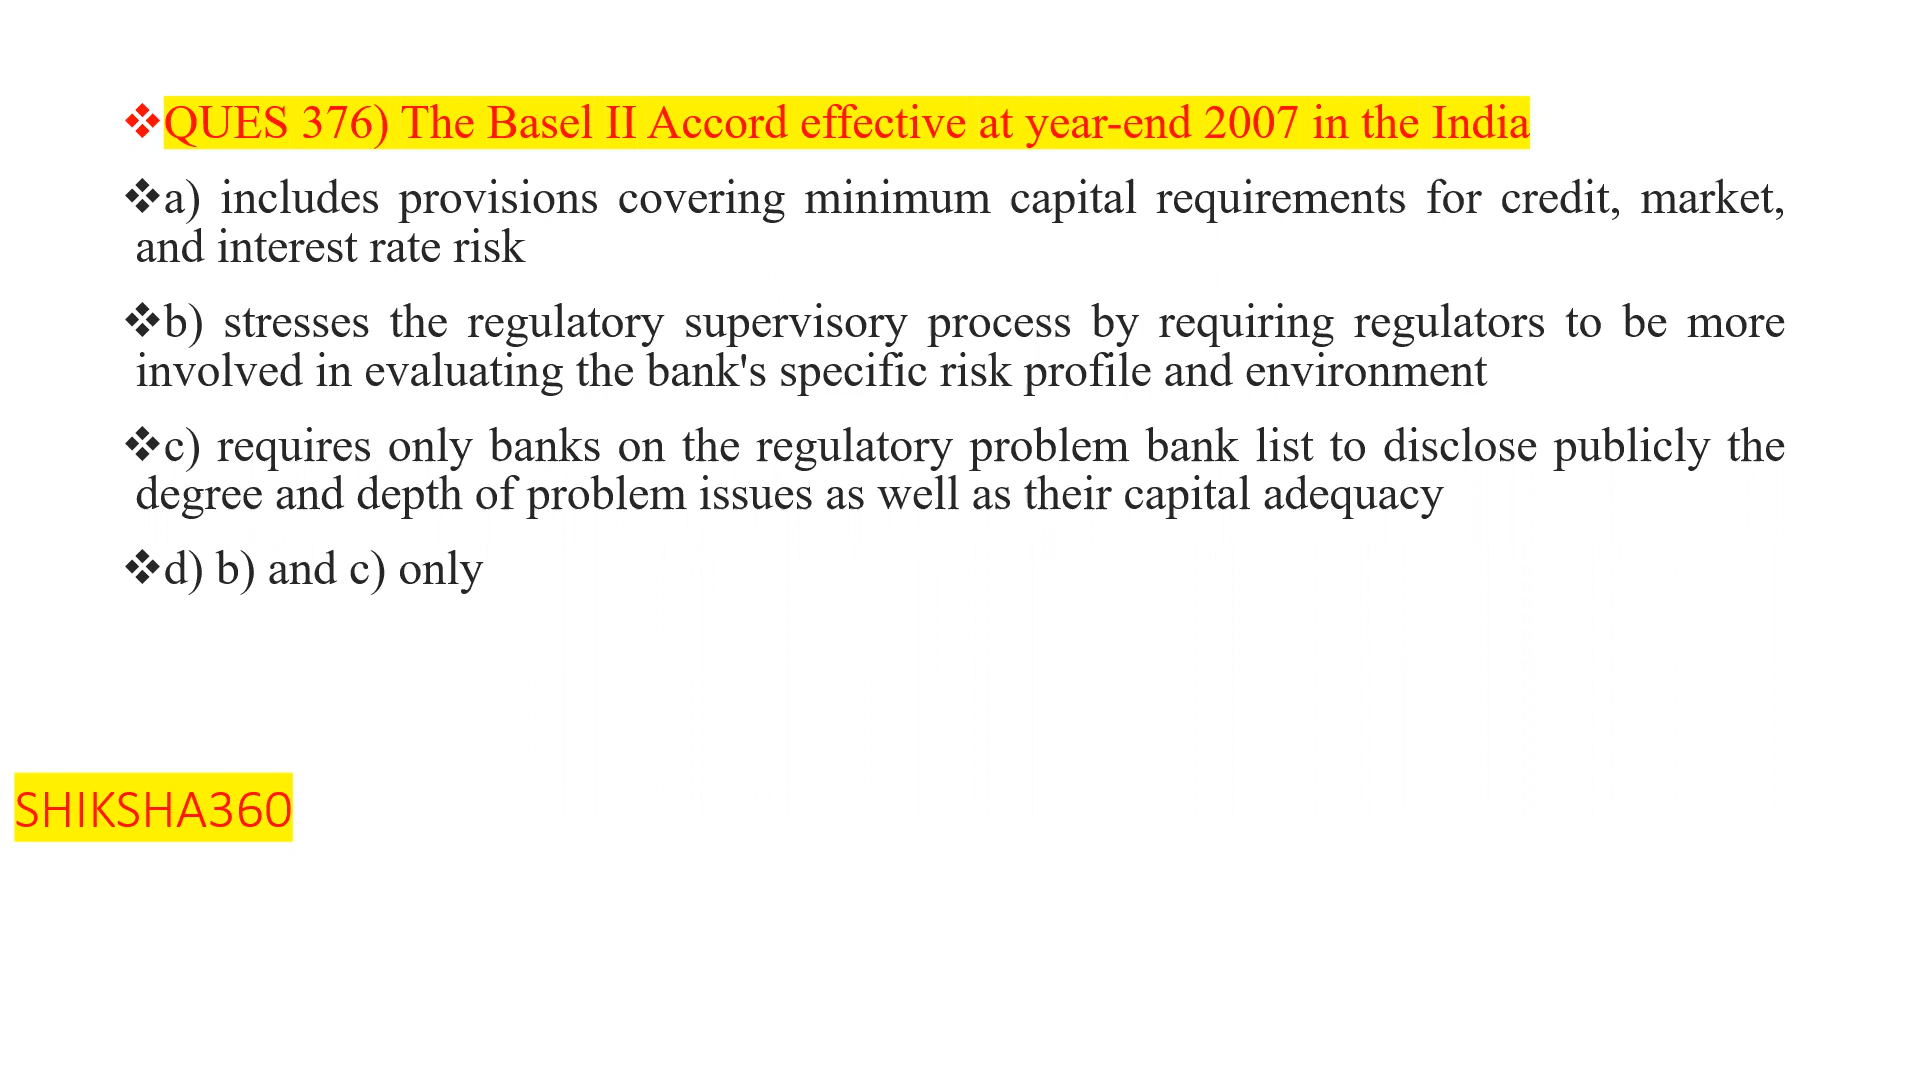 ❖QUES 376) The Basel II Accord effective at year-end 2007 in the India
❖a) includes provisions covering minimum capital requirements for credit, market,
and interest rate risk
❖b) stresses the regulatory supervisory process by requiring regulators to be more
involved in evaluating the bank's specific risk profile and environment
❖c) requires only banks on the regulatory problem bank list to disclose publicly the
degree and depth of problem issues as well as their capital adequacy
❖d) b) and c) only
SHIKSHA360